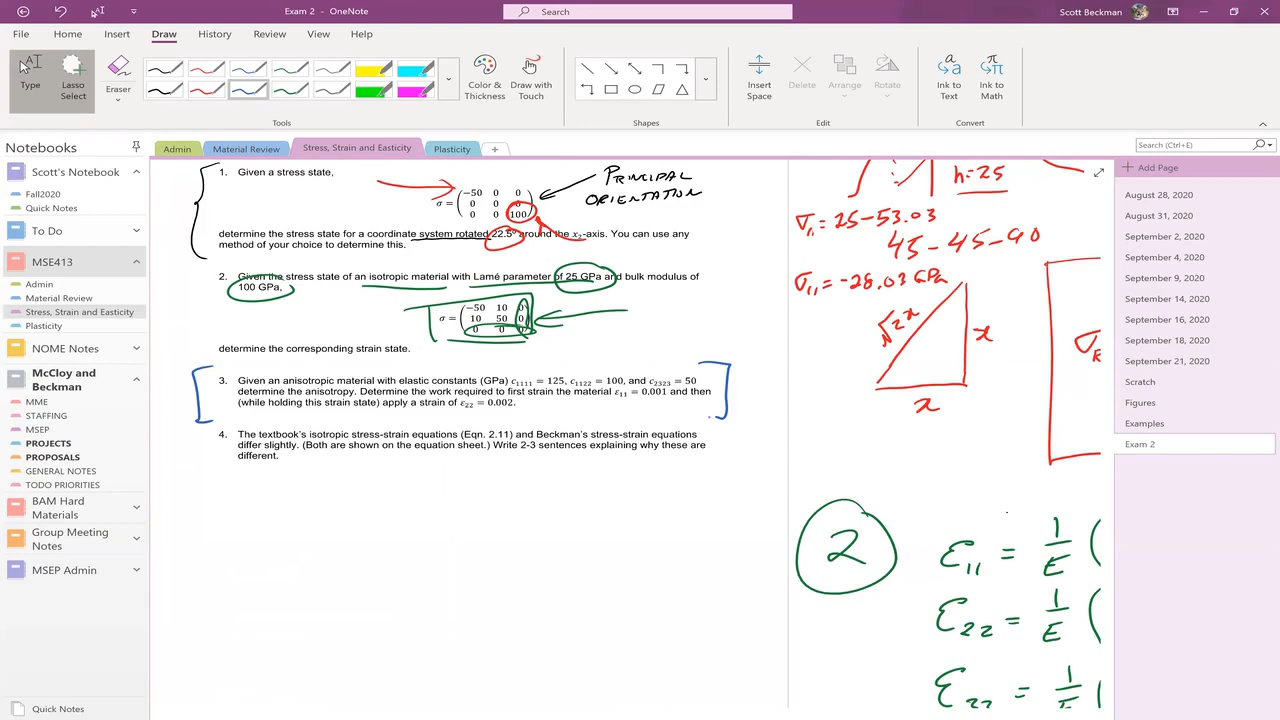 Exam 2 - OneNote
Search
Scott Beckman
File Home Insert Draw History Review View Help
Type
Lasso Select
Eraser
Color & Thickness
Draw with Touch
Insert Space
Delete
Arrange
Rotate
Ink to Text
Ink to Math
Tools
Shapes
Edit
Convert
Notebooks
Admin
Material Review
Stress, Strain and Easticity
Plasticity
Search (Ctrl+E)
Scott's Notebook
Fall2020
Quick Notes
To Do
MSE413
Admin
Material Review
Stress, Strain and Easticity
Plasticity
NOME Notes
McCloy and Beckman
MME
STAFFING
MSEP
PROJECTS
PROPOSALS
GENERAL NOTES
TODO PRIORITIES
BAM Hard Materials
Group Meeting Notes
MSEP Admin
Quick Notes
1. Given a stress state,
PRINCIPAL
ORIENTATION
−50 0 0
σ = 0 0 0
0 0 100
determine the stress state for a coordinate system rotated 22.5° around the x₂-axis. You can use any
method of your choice to determine this.
2. Given the stress state of an isotropic material with Lamé parameter of 25 GPa and bulk modulus of
100 GPa,
−50 10 0
σ = 10 50 0
0 0 0
determine the corresponding strain state.
3. Given an anisotropic material with elastic constants (GPa) c₁₁₁₁ = 125, c₁₁₂₂ = 100, and c₂₃₂₃ = 50
determine the anisotropy. Determine the work required to first strain the material ε₁₁ = 0.001 and then
(while holding this strain state) apply a strain of ε₂₂ = 0.002.
4. The textbook's isotropic stress-strain equations (Eqn. 2.11) and Beckman's stress-strain equations
differ slightly. (Both are shown on the equation sheet.) Write 2-3 sentences explaining why these are
different.
h=25
σ₁₁ = 25-53.03
45-45-90
σ₁₁ = -28.03 GPa
√2 x
x
x
2
ε₁₁ = 1/E (
ε₂₂ = 1/E (
ε₂₂ = 1/E (
Add Page
August 28, 2020
August 31, 2020
September 2, 2020
September 4, 2020
September 9, 2020
September 14, 2020
September 16, 2020
September 18, 2020
September 21, 2020
Scratch
Figures
Examples
Exam 2